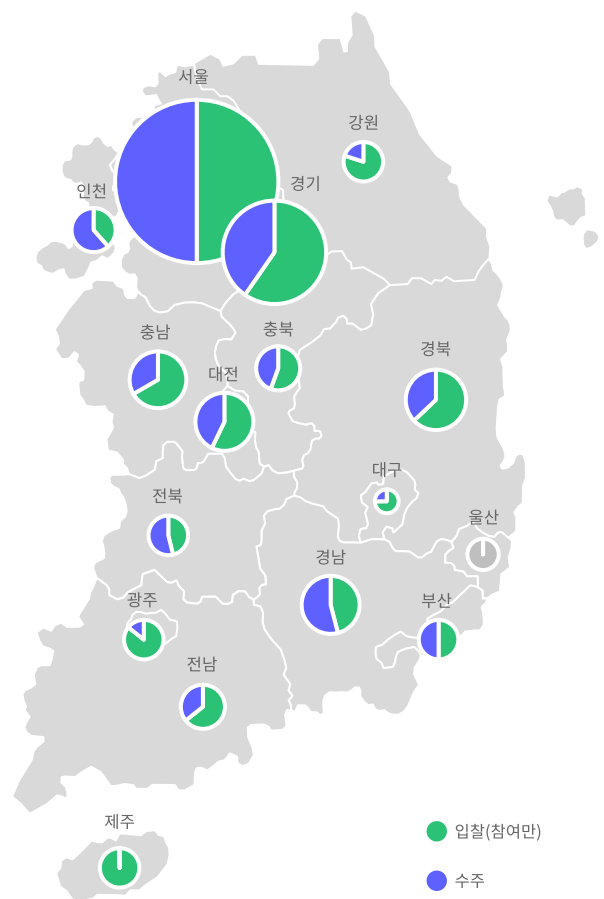 서울
강원
경기
인천
충북
충남
경북
대전
대구
전북
울산
경남
광주
부산
전남
제주
입찰(참여만)
수주